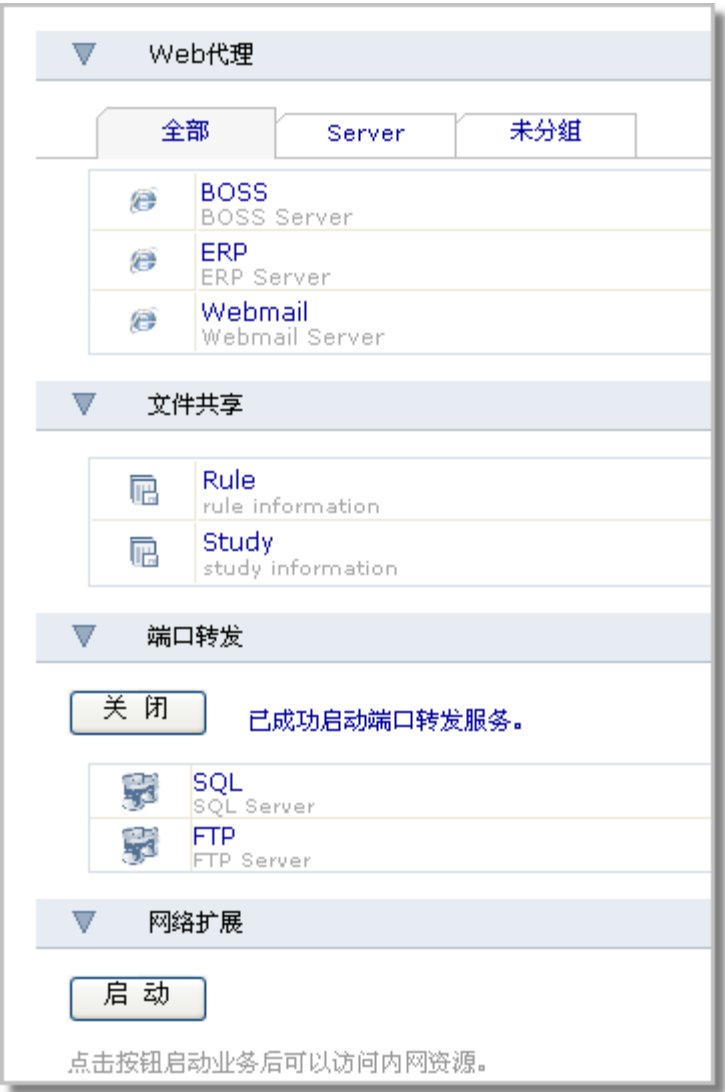 Web代理
全部 Server 未分组
BOSS
BOSS Server
ERP
ERP Server
Webmail
Webmail Server
文件共享
Rule
rule information
Study
study information
端口转发
关 闭 已成功启动端口转发服务。
SQL
SQL Server
FTP
FTP Server
网络扩展
启 动
点击按钮启动业务后可以访问内网资源。